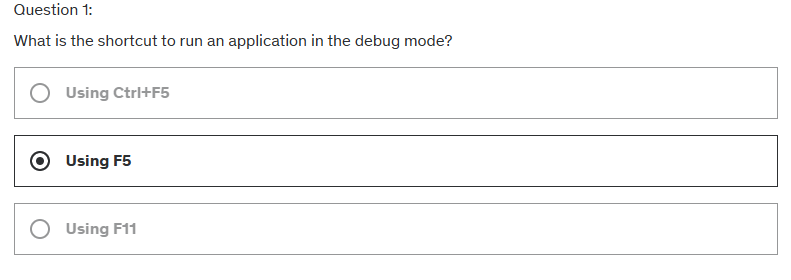 Question 1:
What is the shortcut to run an application in the debug mode?
Using Ctrl+F5
Using F5
Using F11